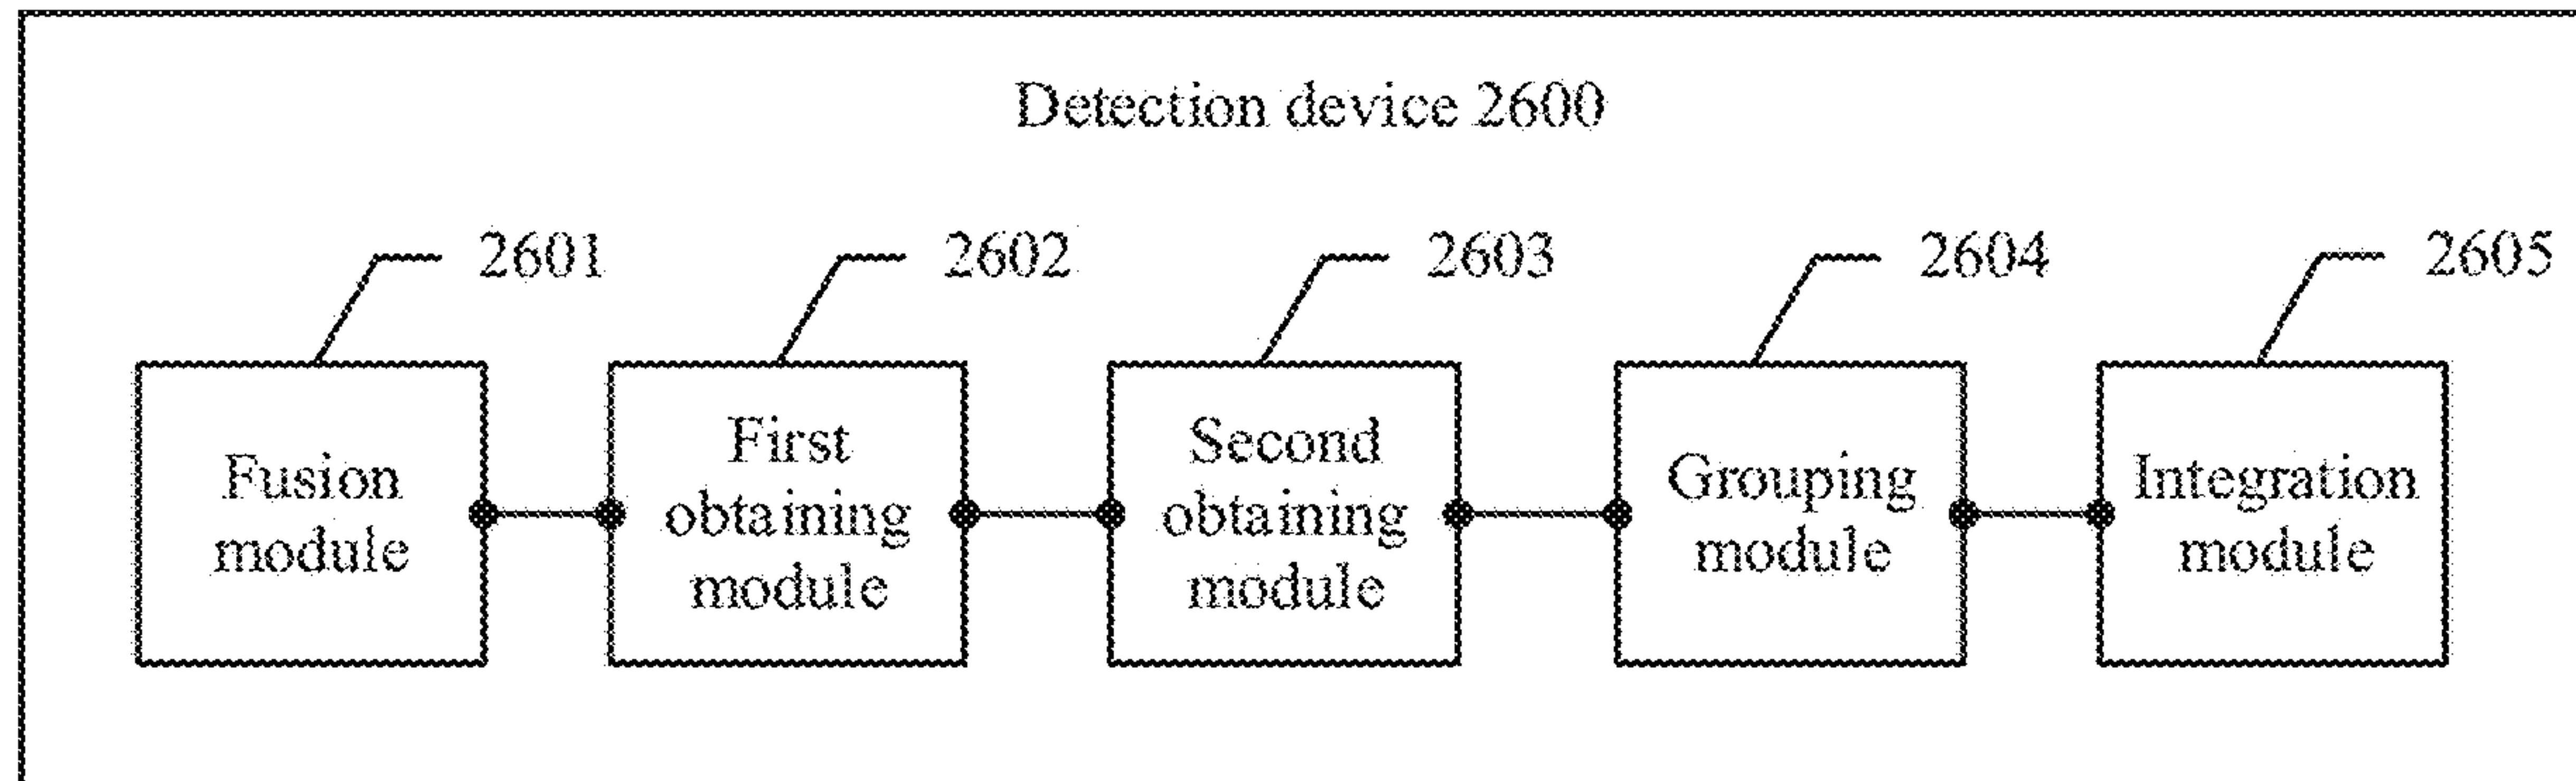 Detection device 2600
2601
2602
2603
2604
2605
Fusion
module
First
obtaining
module
Second
obtaining
module
Grouping
module
Integration
module